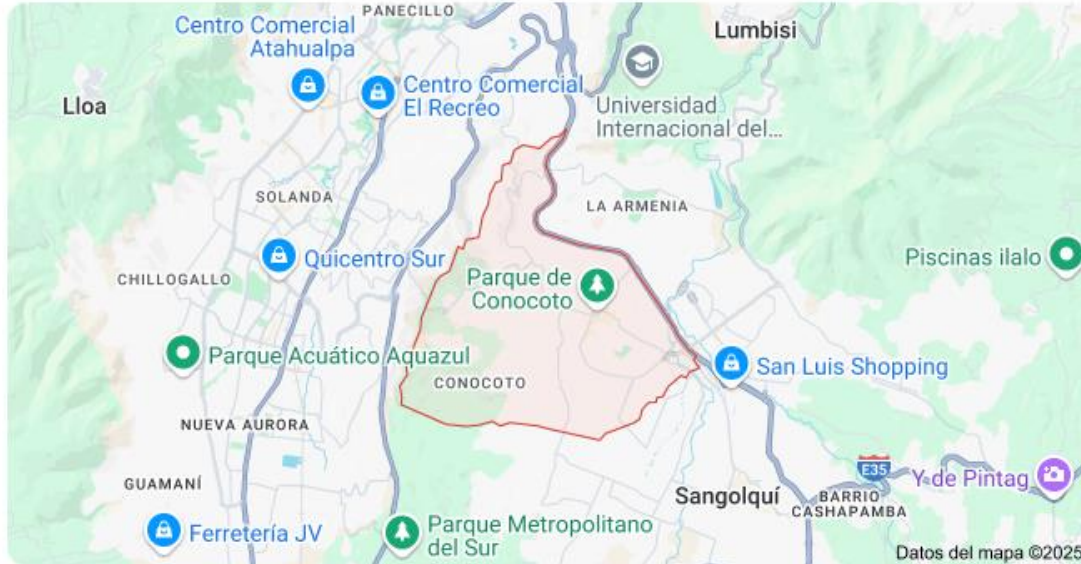 PANECILLO
Centro Comercial
Atahualpa
Lumbisi
Lloa
Centro Comercial
El Recreo
Universidad
Internacional del...
SOLANDA
LA ARMENIA
Quicentro Sur
Piscinas ilalo
CHILLOGALLO
Parque de
Conocoto
Parque Acuático Aquazul
San Luis Shopping
CONOCOTO
NUEVA AURORA
E35
Y de Pintag
GUAMANÍ
Sangolquí
BARRIO
CASHAPAMBA
Ferretería JV
Parque Metropolitano
del Sur
Datos del mapa ©2025